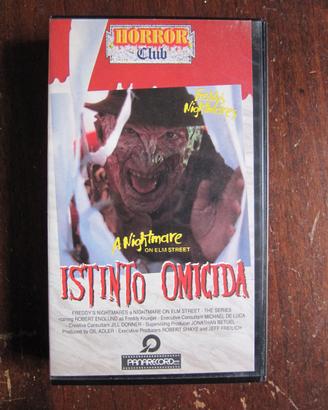 HORROR
Club
Freddy's
Nightmares
A Nightmare
ON ELM STREET
ISTINTO OMICIDA
FREDDY'S NIGHTMARES A NIGHTMARE ON ELM STREET - THE SERIES
starring ROBERT ENGLUND as Freddy Krueger - Executive Consultant MICHAEL DE LUCA
- Creative Consultant JILL DONNER - Supervising Producer JONATHAN BETUEL
Produced by GIL ADLER - Executive Producers ROBERT SHAYE and JEFF FREILICH
PANARECORD